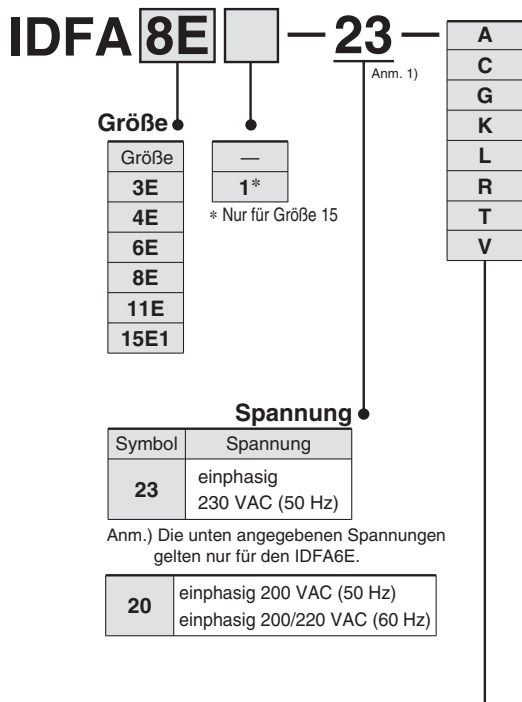 IDFA 8E — 23 —
Anm. 1)
A
C
G
K
L
R
T
V
Größe
Größe
3E
4E
6E
8E
11E
15E1
—
1*
* Nur für Größe 15
Spannung
Symbol Spannung
23 einphasig
230 VAC (50 Hz)
Anm.) Die unten angegebenen Spannungen
gelten nur für den IDFA6E.
20 einphasig 200 VAC (50 Hz)
einphasig 200/220 VAC (60 Hz)